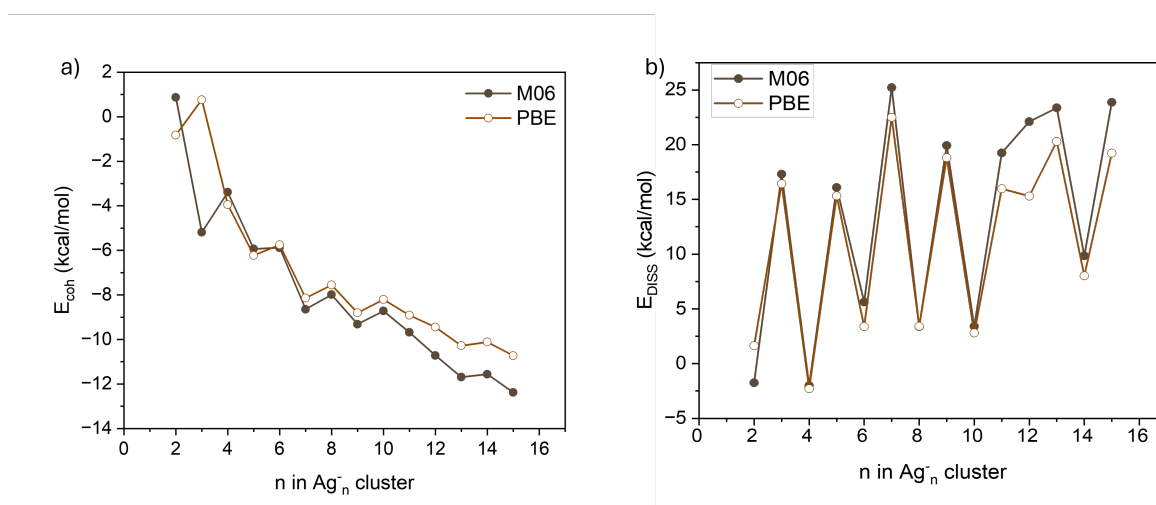 a)
E_coh (kcal/mol)
2
0
−2
−4
−6
−8
−10
−12
−14
0 2 4 6 8 10 12 14 16
n in Ag⁻ₙ cluster
M06
PBE
b)
E_DISS (kcal/mol)
25
20
15
10
5
0
−5
0 2 4 6 8 10 12 14 16
n in Ag⁻ₙ cluster
M06
PBE